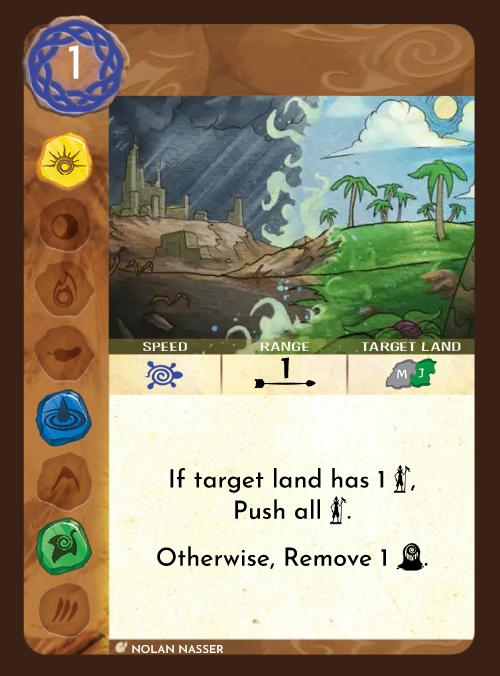 1
SPEED RANGE TARGET LAND
1 M J
If target land has 1 ,
Push all .
Otherwise, Remove 1 .
NOLAN NASSER